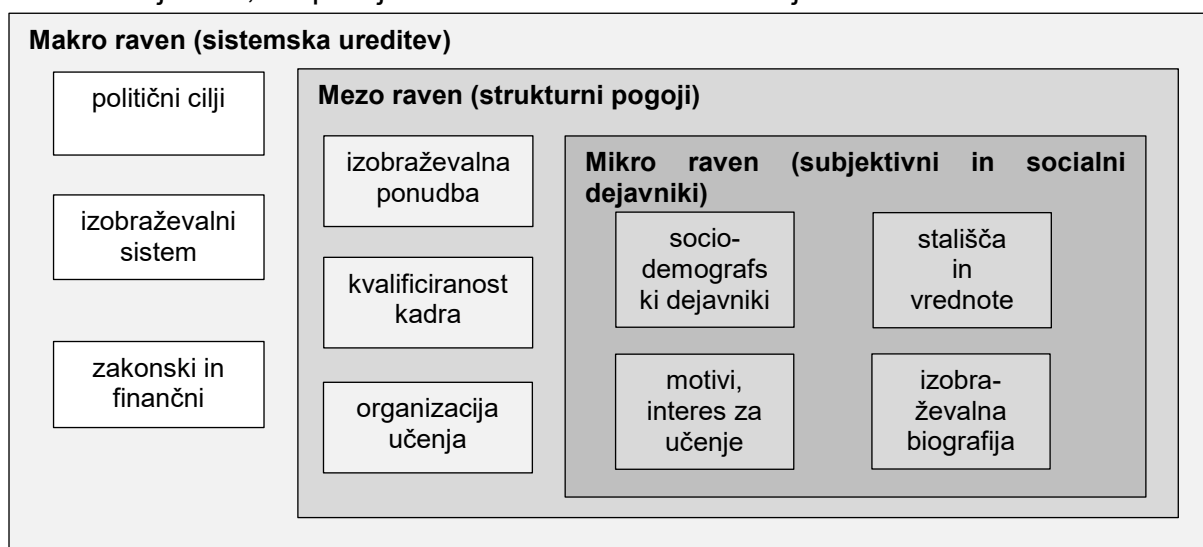 Makro raven (sistemska ureditev)
politični cilji
izobraževalni
sistem
zakonski in
finančni
Mezo raven (strukturni pogoji)
izobraževalna
ponudba
kvalificiranost
kadra
organizacija
učenja
Mikro raven (subjektivni in socialni
dejavniki)
socio-
demografs
ki dejavniki
stališča
in
vrednote
motivi,
interes za
učenje
izobra-
ževalna
biografija